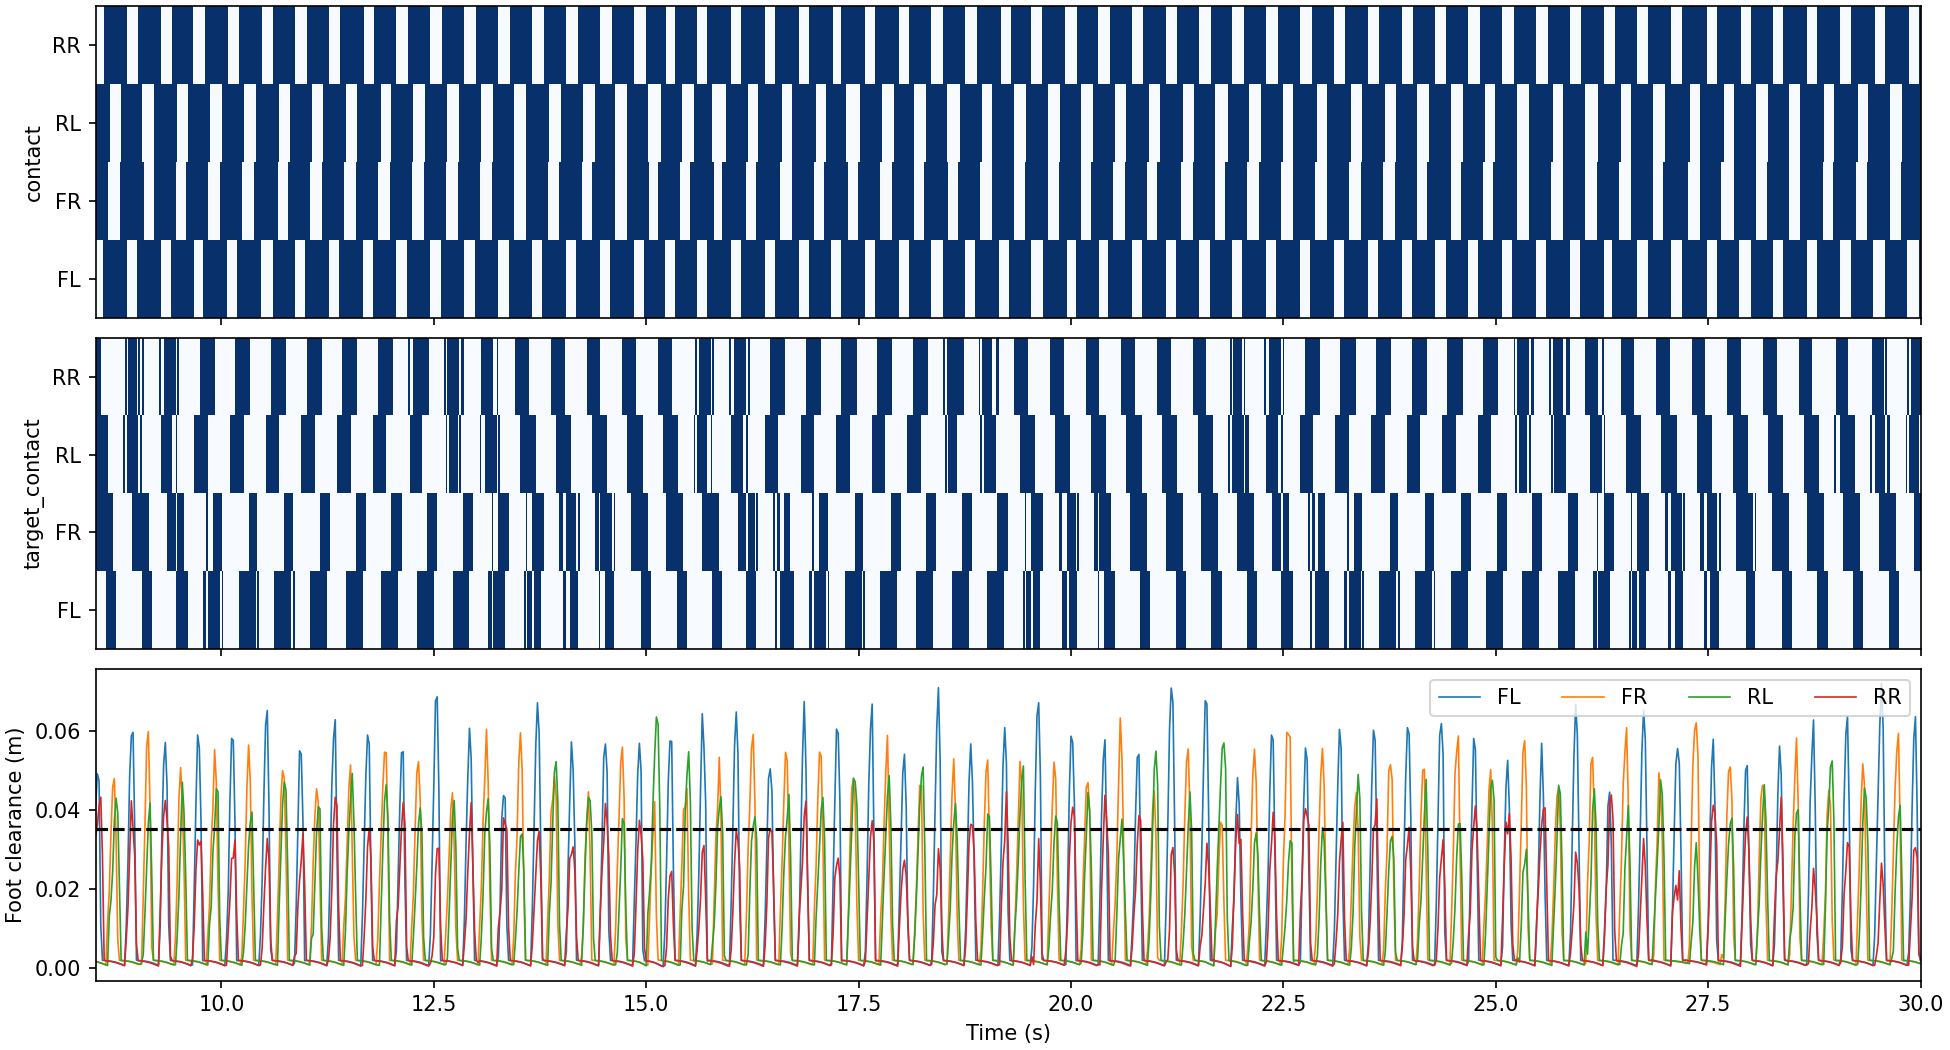 RR
RL
FR
FL
contact
RR
RL
FR
FL
target_contact
FL FR RL RR
0.06
0.04
0.02
0.00
Foot clearance (m)
10.0 12.5 15.0 17.5 20.0 22.5 25.0 27.5 30.0
Time (s)